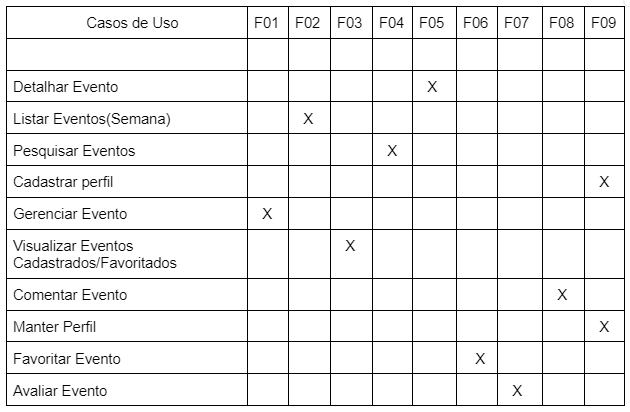 Casos de Uso F01 F02 F03 F04 F05 F06 F07 F08 F09
Detalhar Evento X
Listar Eventos(Semana) X
Pesquisar Eventos X
Cadastrar perfil X
Gerenciar Evento X
Visualizar Eventos X
Cadastrados/Favoritados
Comentar Evento X
Manter Perfil X
Favoritar Evento X
Avaliar Evento X